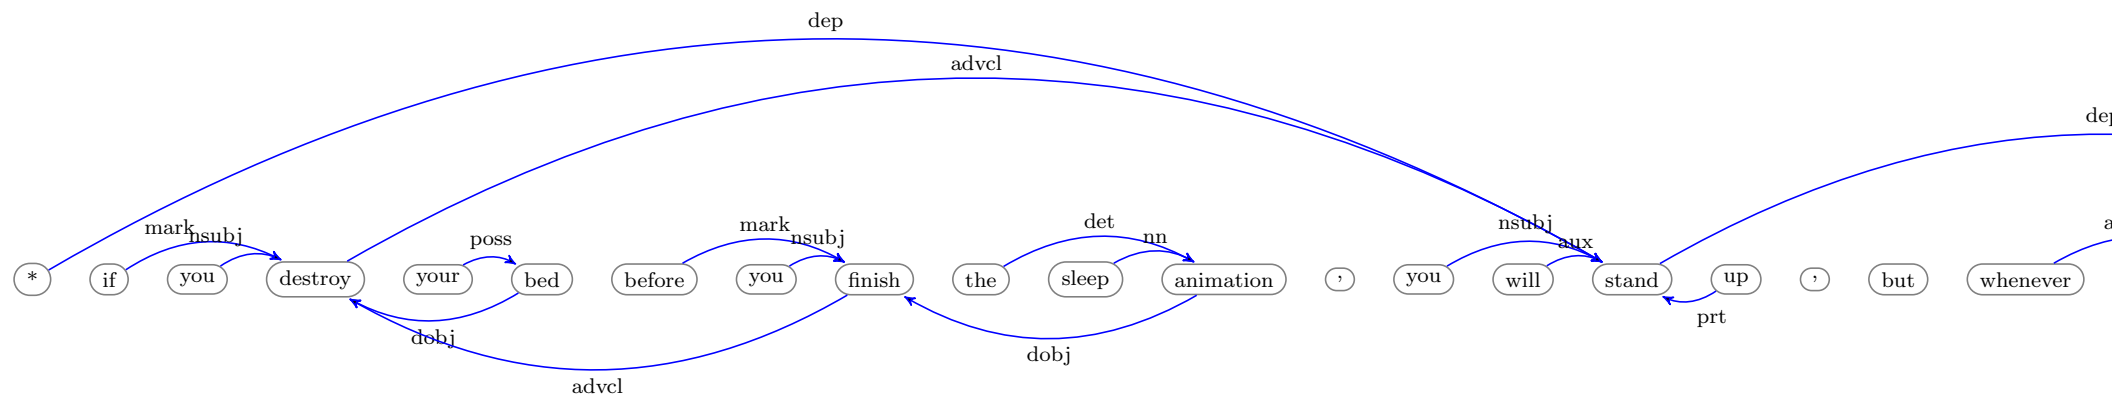 dep
advcl
dep
mark nsubj poss mark nsubj det nn nsubj aux a
* if you destroy your bed before you finish the sleep animation , you will stand up , but whenever
dobj advcl dobj prt